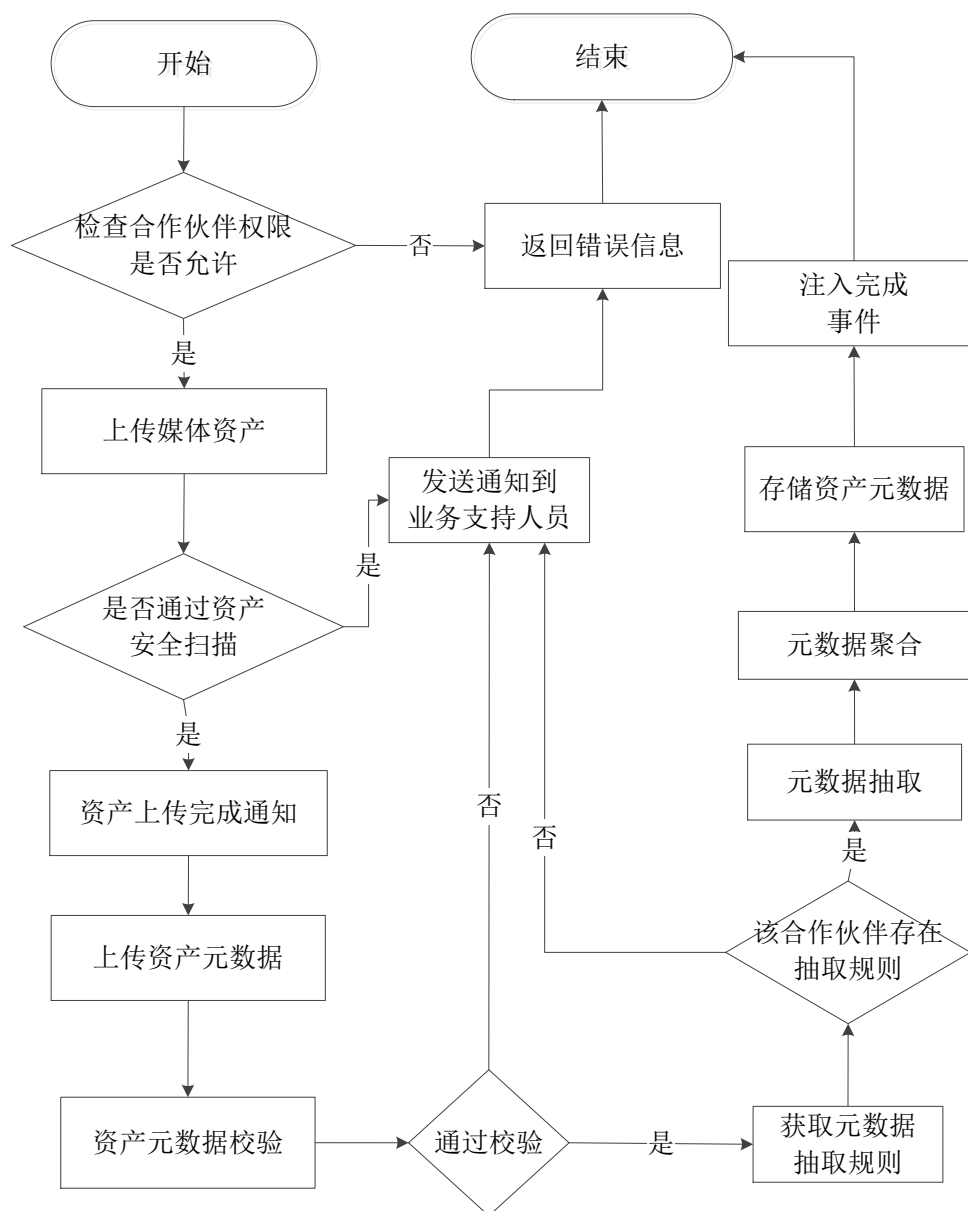 开始
结束
检查合作伙伴权限
是否允许
否
返回错误信息
注入完成
事件
是
上传媒体资产
发送通知到
业务支持人员
存储资产元数据
是
是否通过资产
安全扫描
元数据聚合
是
资产上传完成通知
元数据抽取
否
否
是
上传资产元数据
该合作伙伴存在
抽取规则
资产元数据校验
通过校验
是
获取元数据
抽取规则